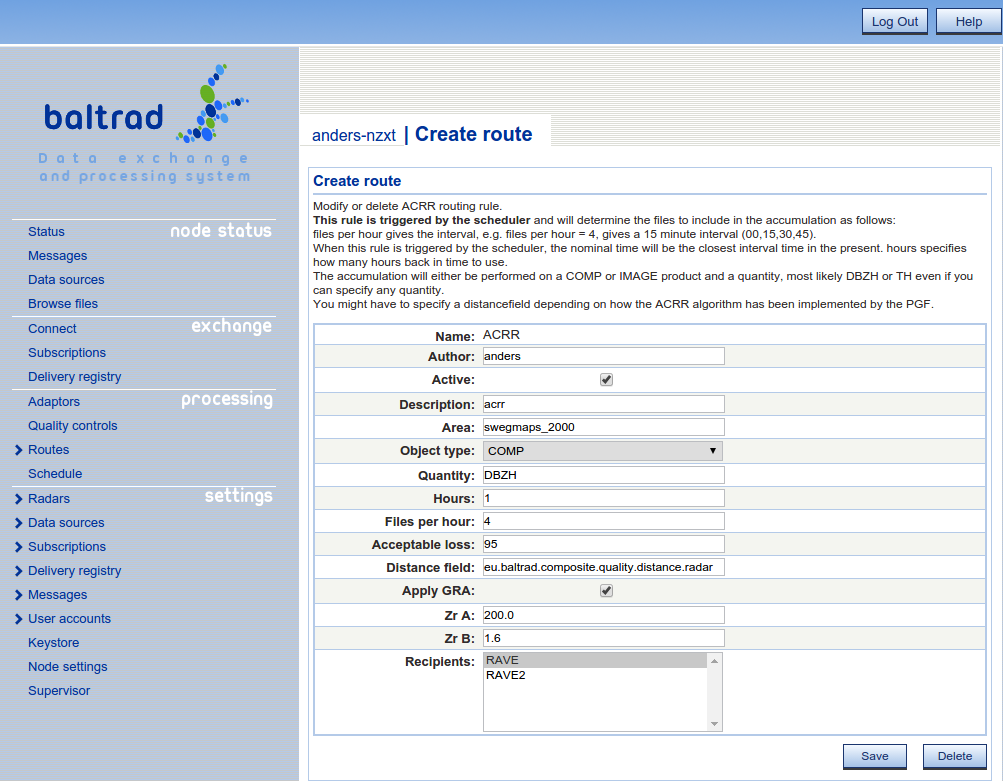 Log Out Help
baltrad
Data exchange
and processing system
anders-nzxt | Create route
node status
Status
Messages
Data sources
Browse files
exchange
Connect
Subscriptions
Delivery registry
processing
Adaptors
Quality controls
Routes
Schedule
settings
Radars
Data sources
Subscriptions
Delivery registry
Messages
User accounts
Keystore
Node settings
Supervisor
Create route
Modify or delete ACRR routing rule.
This rule is triggered by the scheduler and will determine the files to include in the accumulation as follows:
files per hour gives the interval, e.g. files per hour = 4, gives a 15 minute interval (00,15,30,45).
When this rule is triggered by the scheduler, the nominal time will be the closest interval time in the present. hours specifies
how many hours back in time to use.
The accumulation will either be performed on a COMP or IMAGE product and a quantity, most likely DBZH or TH even if you
can specify any quantity.
You might have to specify a distancefield depending on how the ACRR algorithm has been implemented by the PGF.
Name: ACRR
Author: anders
Active:
Description: acrr
Area: swegmaps_2000
Object type: COMP
Quantity: DBZH
Hours: 1
Files per hour: 4
Acceptable loss: 95
Distance field: eu.baltrad.composite.quality.distance.radar
Apply GRA:
Zr A: 200.0
Zr B: 1.6
Recipients: RAVE
RAVE2
Save Delete